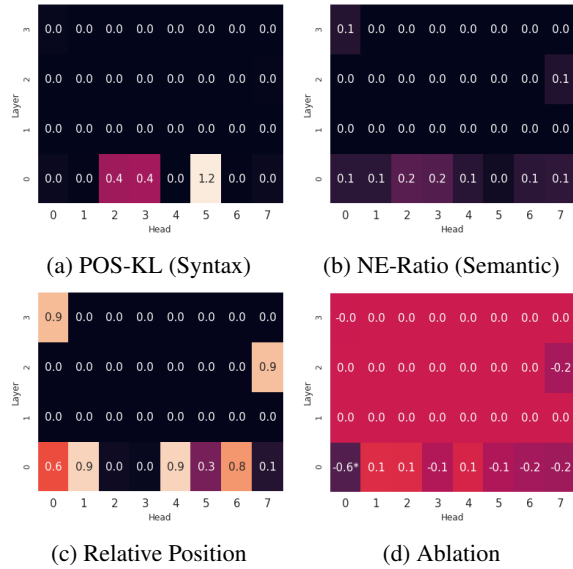 3 0.0 0.0 0.0 0.0 0.0 0.0 0.0 0.0
2 0.0 0.0 0.0 0.0 0.0 0.0 0.0 0.0
Layer
1 0.0 0.0 0.0 0.0 0.0 0.0 0.0 0.0
0 0.0 0.0 0.4 0.4 0.0 1.2 0.0 0.0
0 1 2 3 4 5 6 7
Head
(a) POS-KL (Syntax)
3 0.1 0.0 0.0 0.0 0.0 0.0 0.0 0.0
2 0.0 0.0 0.0 0.0 0.0 0.0 0.0 0.1
Layer
1 0.0 0.0 0.0 0.0 0.0 0.0 0.0 0.0
0 0.1 0.1 0.2 0.2 0.1 0.0 0.1 0.1
0 1 2 3 4 5 6 7
Head
(b) NE-Ratio (Semantic)
3 0.9 0.0 0.0 0.0 0.0 0.0 0.0 0.0
2 0.0 0.0 0.0 0.0 0.0 0.0 0.0 0.9
Layer
1 0.0 0.0 0.0 0.0 0.0 0.0 0.0 0.0
0 0.6 0.9 0.0 0.0 0.9 0.3 0.8 0.1
0 1 2 3 4 5 6 7
Head
(c) Relative Position
3 -0.0 0.0 0.0 0.0 0.0 0.0 0.0 0.0
2 0.0 0.0 0.0 0.0 0.0 0.0 0.0 -0.2
Layer
1 0.0 0.0 0.0 0.0 0.0 0.0 0.0 0.0
0 -0.6* 0.1 0.1 -0.1 0.1 -0.1 -0.2 -0.2
0 1 2 3 4 5 6 7
Head
(d) Ablation